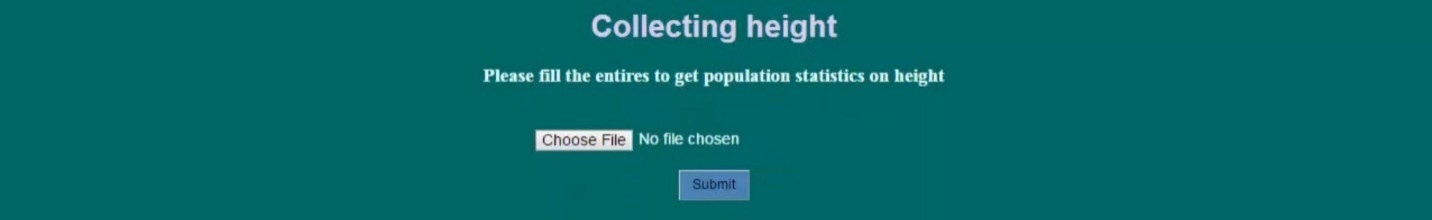 Collecting height
Please fill the entires to get population statistics on height
Choose File No file chosen
Submit